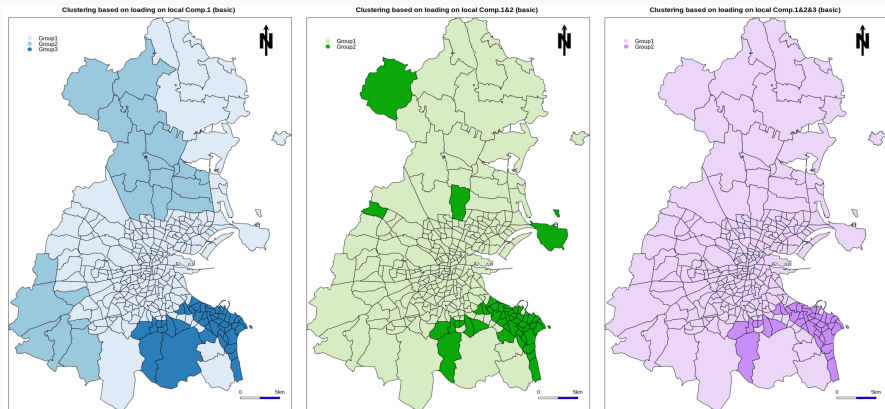 Clustering based on loading on local Comp.1 (basic)
Group1
Group2
Group3
N
0 5km
Clustering based on loading on local Comp.1&2 (basic)
Group1
Group2
N
0 5km
Clustering based on loading on local Comp.1&2&3 (basic)
Group1
Group2
N
0 5km